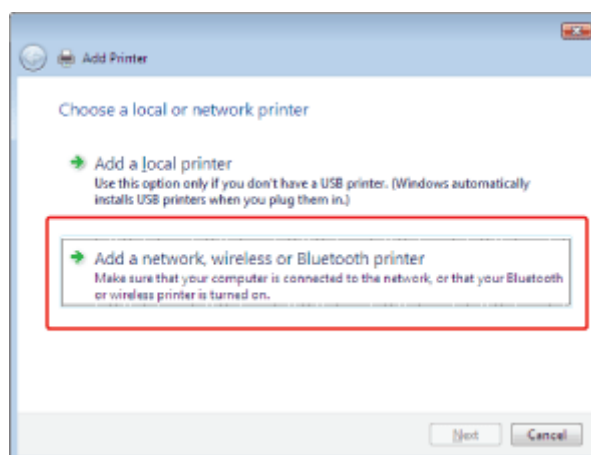 Add Printer
Choose a local or network printer
Add a local printer
Use this option only if you don't have a USB printer. (Windows automatically
installs USB printers when you plug them in.)
Add a network, wireless or Bluetooth printer
Make sure that your computer is connected to the network, or that your Bluetooth
or wireless printer is turned on.
Next Cancel